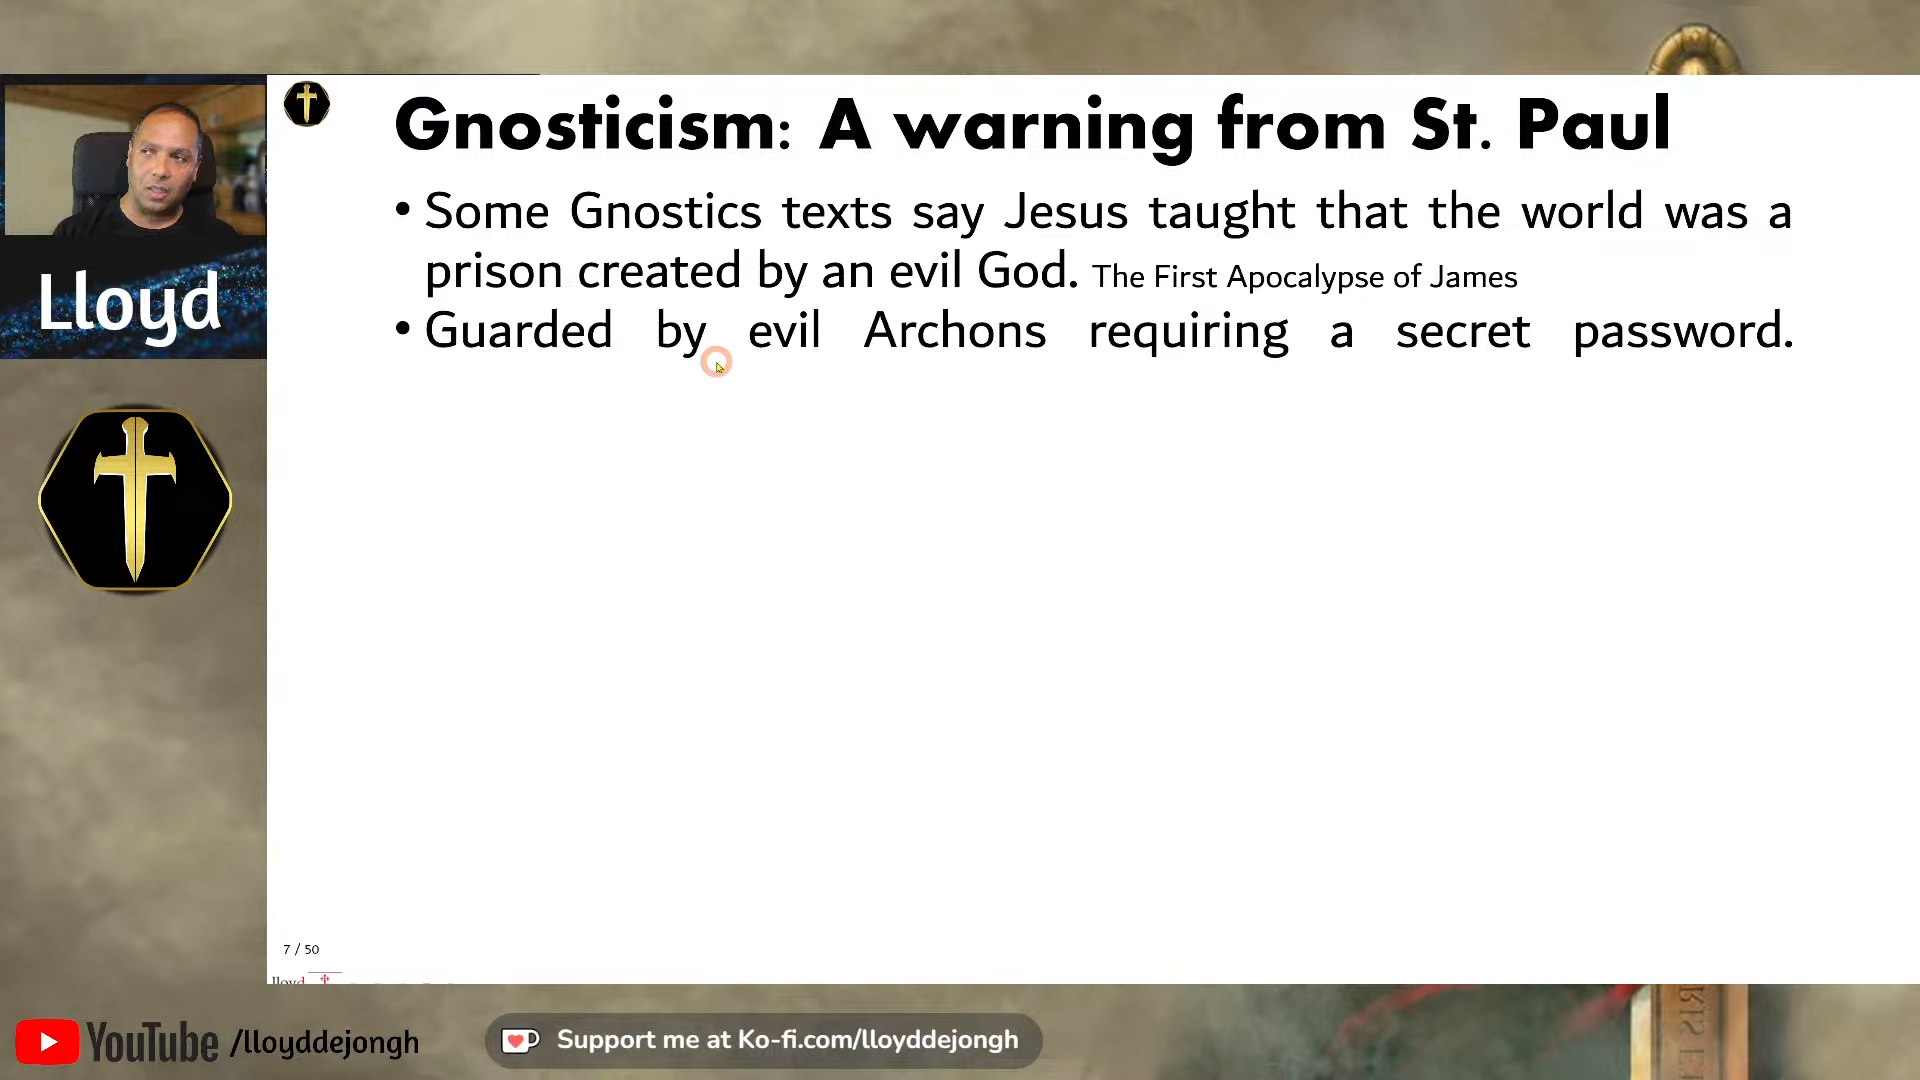 Gnosticism: A warning from St. Paul
• Some Gnostics texts say Jesus taught that the world was a
prison created by an evil God. The First Apocalypse of James
• Guarded by evil Archons requiring a secret password.
Lloyd
7 / 50
lloyd
YouTube /lloyddejongh
Support me at Ko-fi.com/lloyddejongh